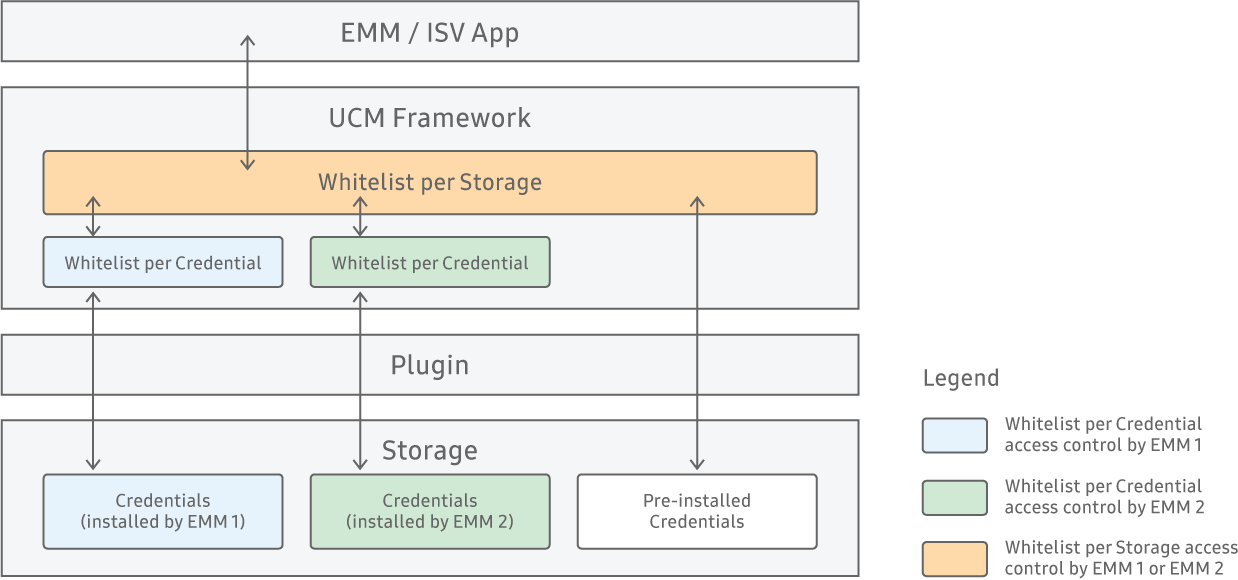 EMM / ISV App
UCM Framework
Whitelist per Storage
Whitelist per Credential
Whitelist per Credential
Plugin
Storage
Credentials
(installed by EMM 1)
Credentials
(installed by EMM 2)
Pre-installed
Credentials
Legend
Whitelist per Credential
access control by EMM 1
Whitelist per Credential
access control by EMM 2
Whitelist per Storage access
control by EMM 1 or EMM 2